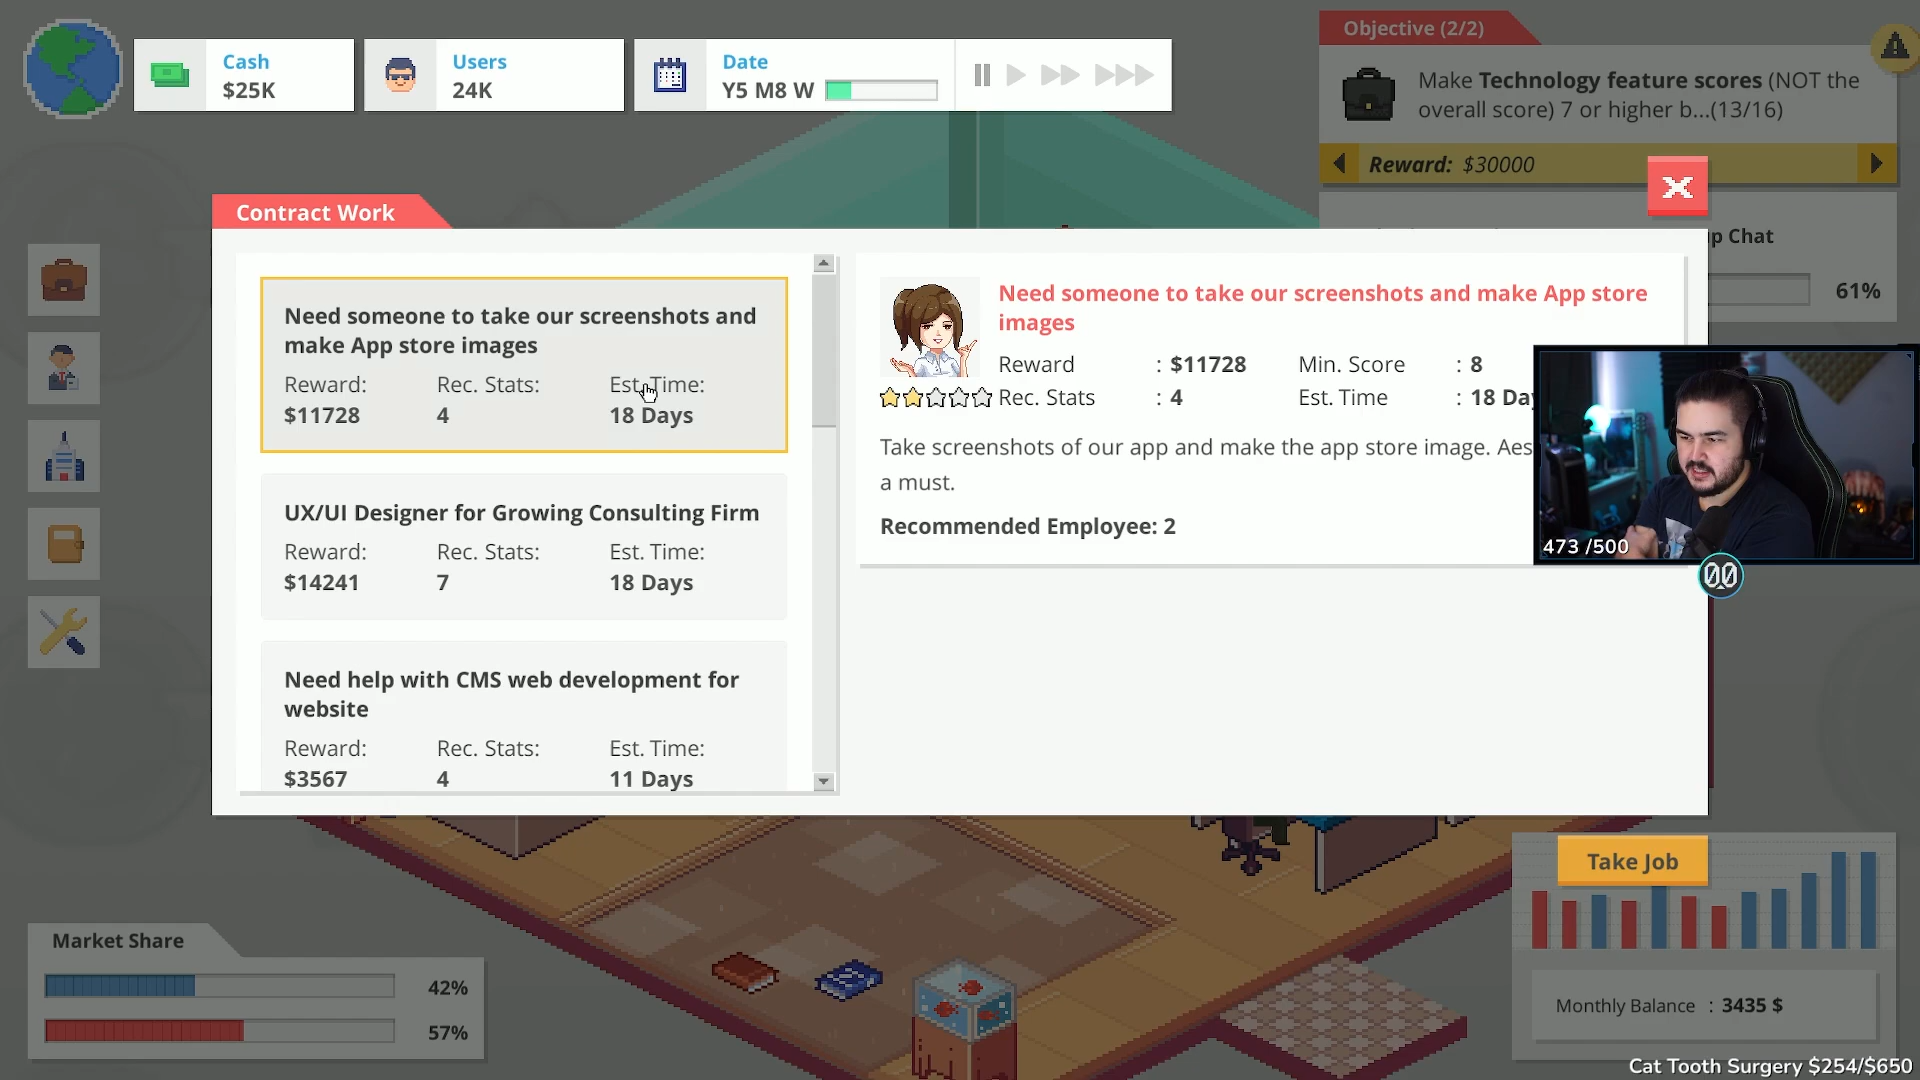 Cash
$25K
Users
24K
Date
Y5 M8 W
Objective (2/2)
Make Technology feature scores (NOT the
overall score) 7 or higher b...(13/16)
Reward: $30000
p Chat
61%
Contract Work
Need someone to take our screenshots and
make App store images
Reward: Rec. Stats: Est. Time:
$11728 4 18 Days
UX/UI Designer for Growing Consulting Firm
Reward: Rec. Stats: Est. Time:
$14241 7 18 Days
Need help with CMS web development for
website
Reward: Rec. Stats: Est. Time:
$3567 4 11 Days
Need someone to take our screenshots and make App store
images
Reward : $11728 Min. Score : 8
Rec. Stats : 4 Est. Time : 18 Da
Take screenshots of our app and make the app store image. Aes
a must.
Recommended Employee: 2
473 /500
00
Take Job
Market Share
42%
57%
Monthly Balance : 3435 $
Cat Tooth Surgery $254/$650